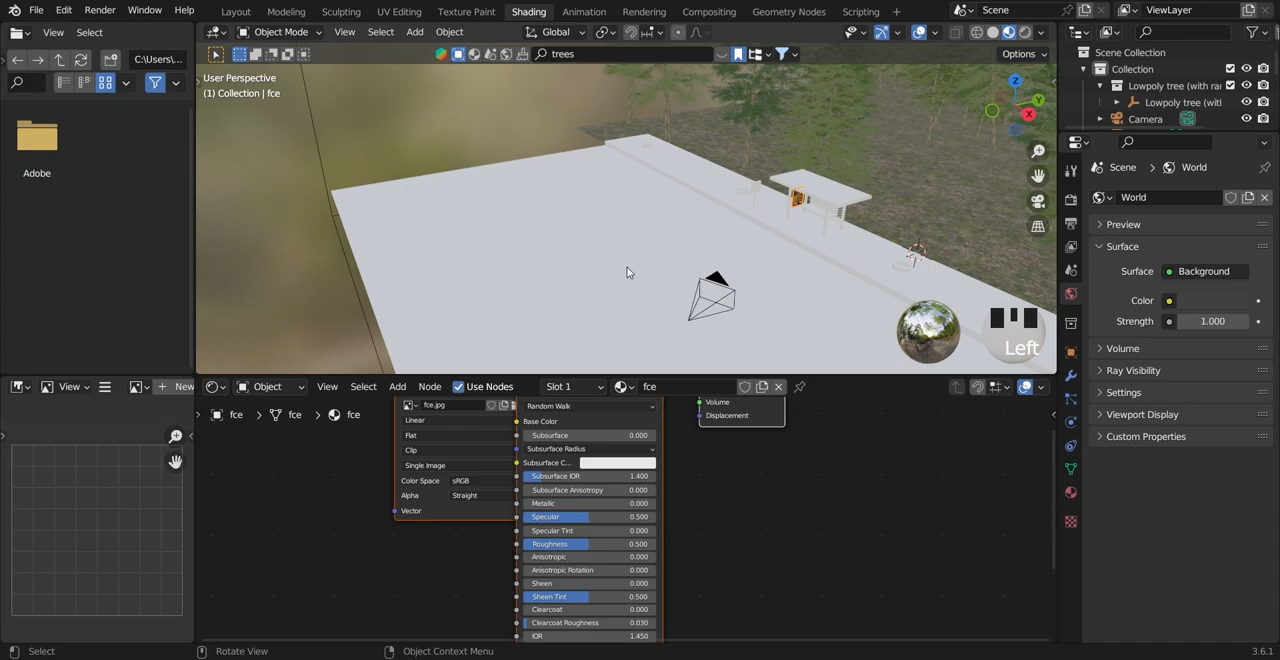 File Edit Render Window Help Layout Modeling Sculpting UV Editing Texture Paint Shading Animation Rendering Compositing Geometry Nodes Scripting + Scene ViewLayer
View Select Object Mode View Select Add Object Global
C:\Users\... trees Options Scene Collection
Collection
User Perspective
(1) Collection | fce
Lowpoly tree (with ra
Lowpoly tree (witl
Camera
Z
Y
X
Adobe
Scene > World
World
Preview
Surface
Surface Background
Color
Strength 1.000
Left
Volume
Ray Visibility
Settings
Viewport Display
Custom Properties
View New Object View Select Add Node Use Nodes Slot 1 fce
fce > fce > fce
fce.jpg
Linear
Flat
Clip
Single Image
Color Space sRGB
Alpha Straight
Vector
Random Walk
Base Color
Subsurface 0.000
Subsurface Radius
Subsurface C...
Subsurface IOR 1.400
Subsurface Anisotropy 0.000
Metallic 0.000
Specular 0.500
Specular Tint 0.000
Roughness 0.500
Anisotropic 0.000
Anisotropic Rotation 0.000
Sheen 0.000
Sheen Tint 0.500
Clearcoat 0.000
Clearcoat Roughness 0.030
IOR 1.450
Volume
Displacement
Select Rotate View Object Context Menu 3.6.1